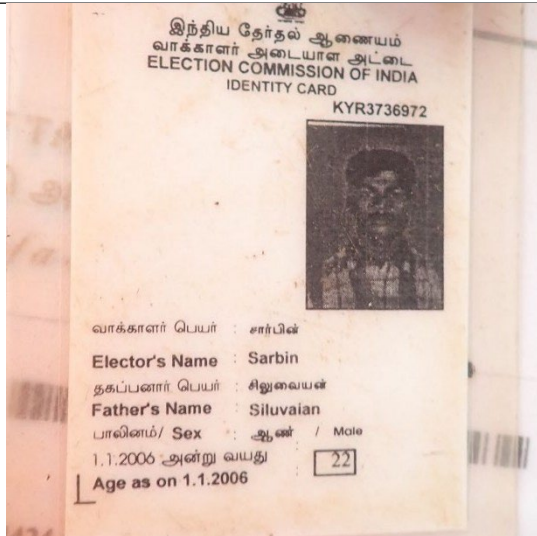 இந்திய தேர்தல் ஆணையம்
வாக்காளர் அடையாள அட்டை
ELECTION COMMISSION OF INDIA
IDENTITY CARD
KYR3736972
வாக்காளர் பெயர் : சார்பின்
Elector's Name : Sarbin
தகப்பனார் பெயர் : சிலுவையன்
Father's Name : Siluvaian
பாலினம்/ Sex : ஆண் / Male
1.1.2006 அன்று வயது 22
Age as on 1.1.2006